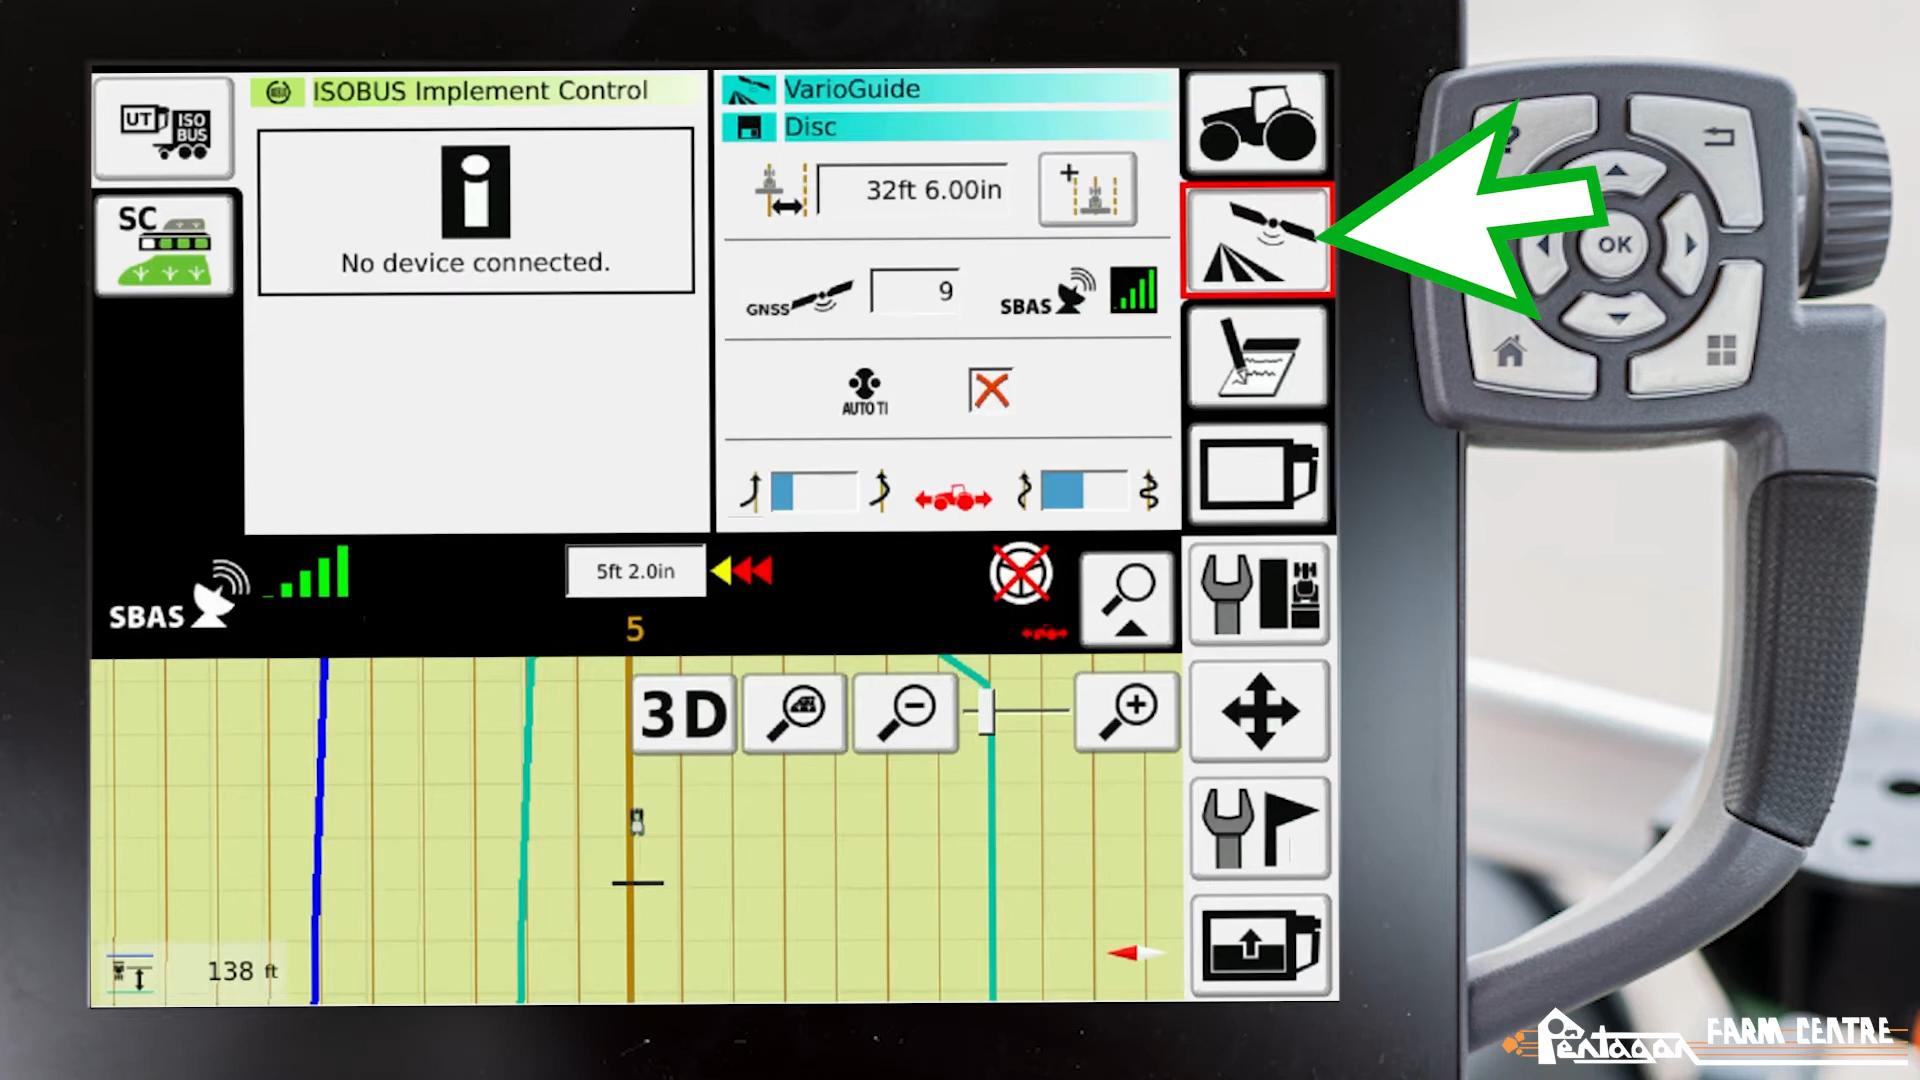 UT
ISO
BUS
ISOBUS Implement Control
No device connected.
SC
VarioGuide
Disc
32ft 6.00in
GNSS
9
SBAS
AUTO TI
?
OK
SBAS
5ft 2.0in
5
3D
138 ft
Pentagon FARM CENTRE